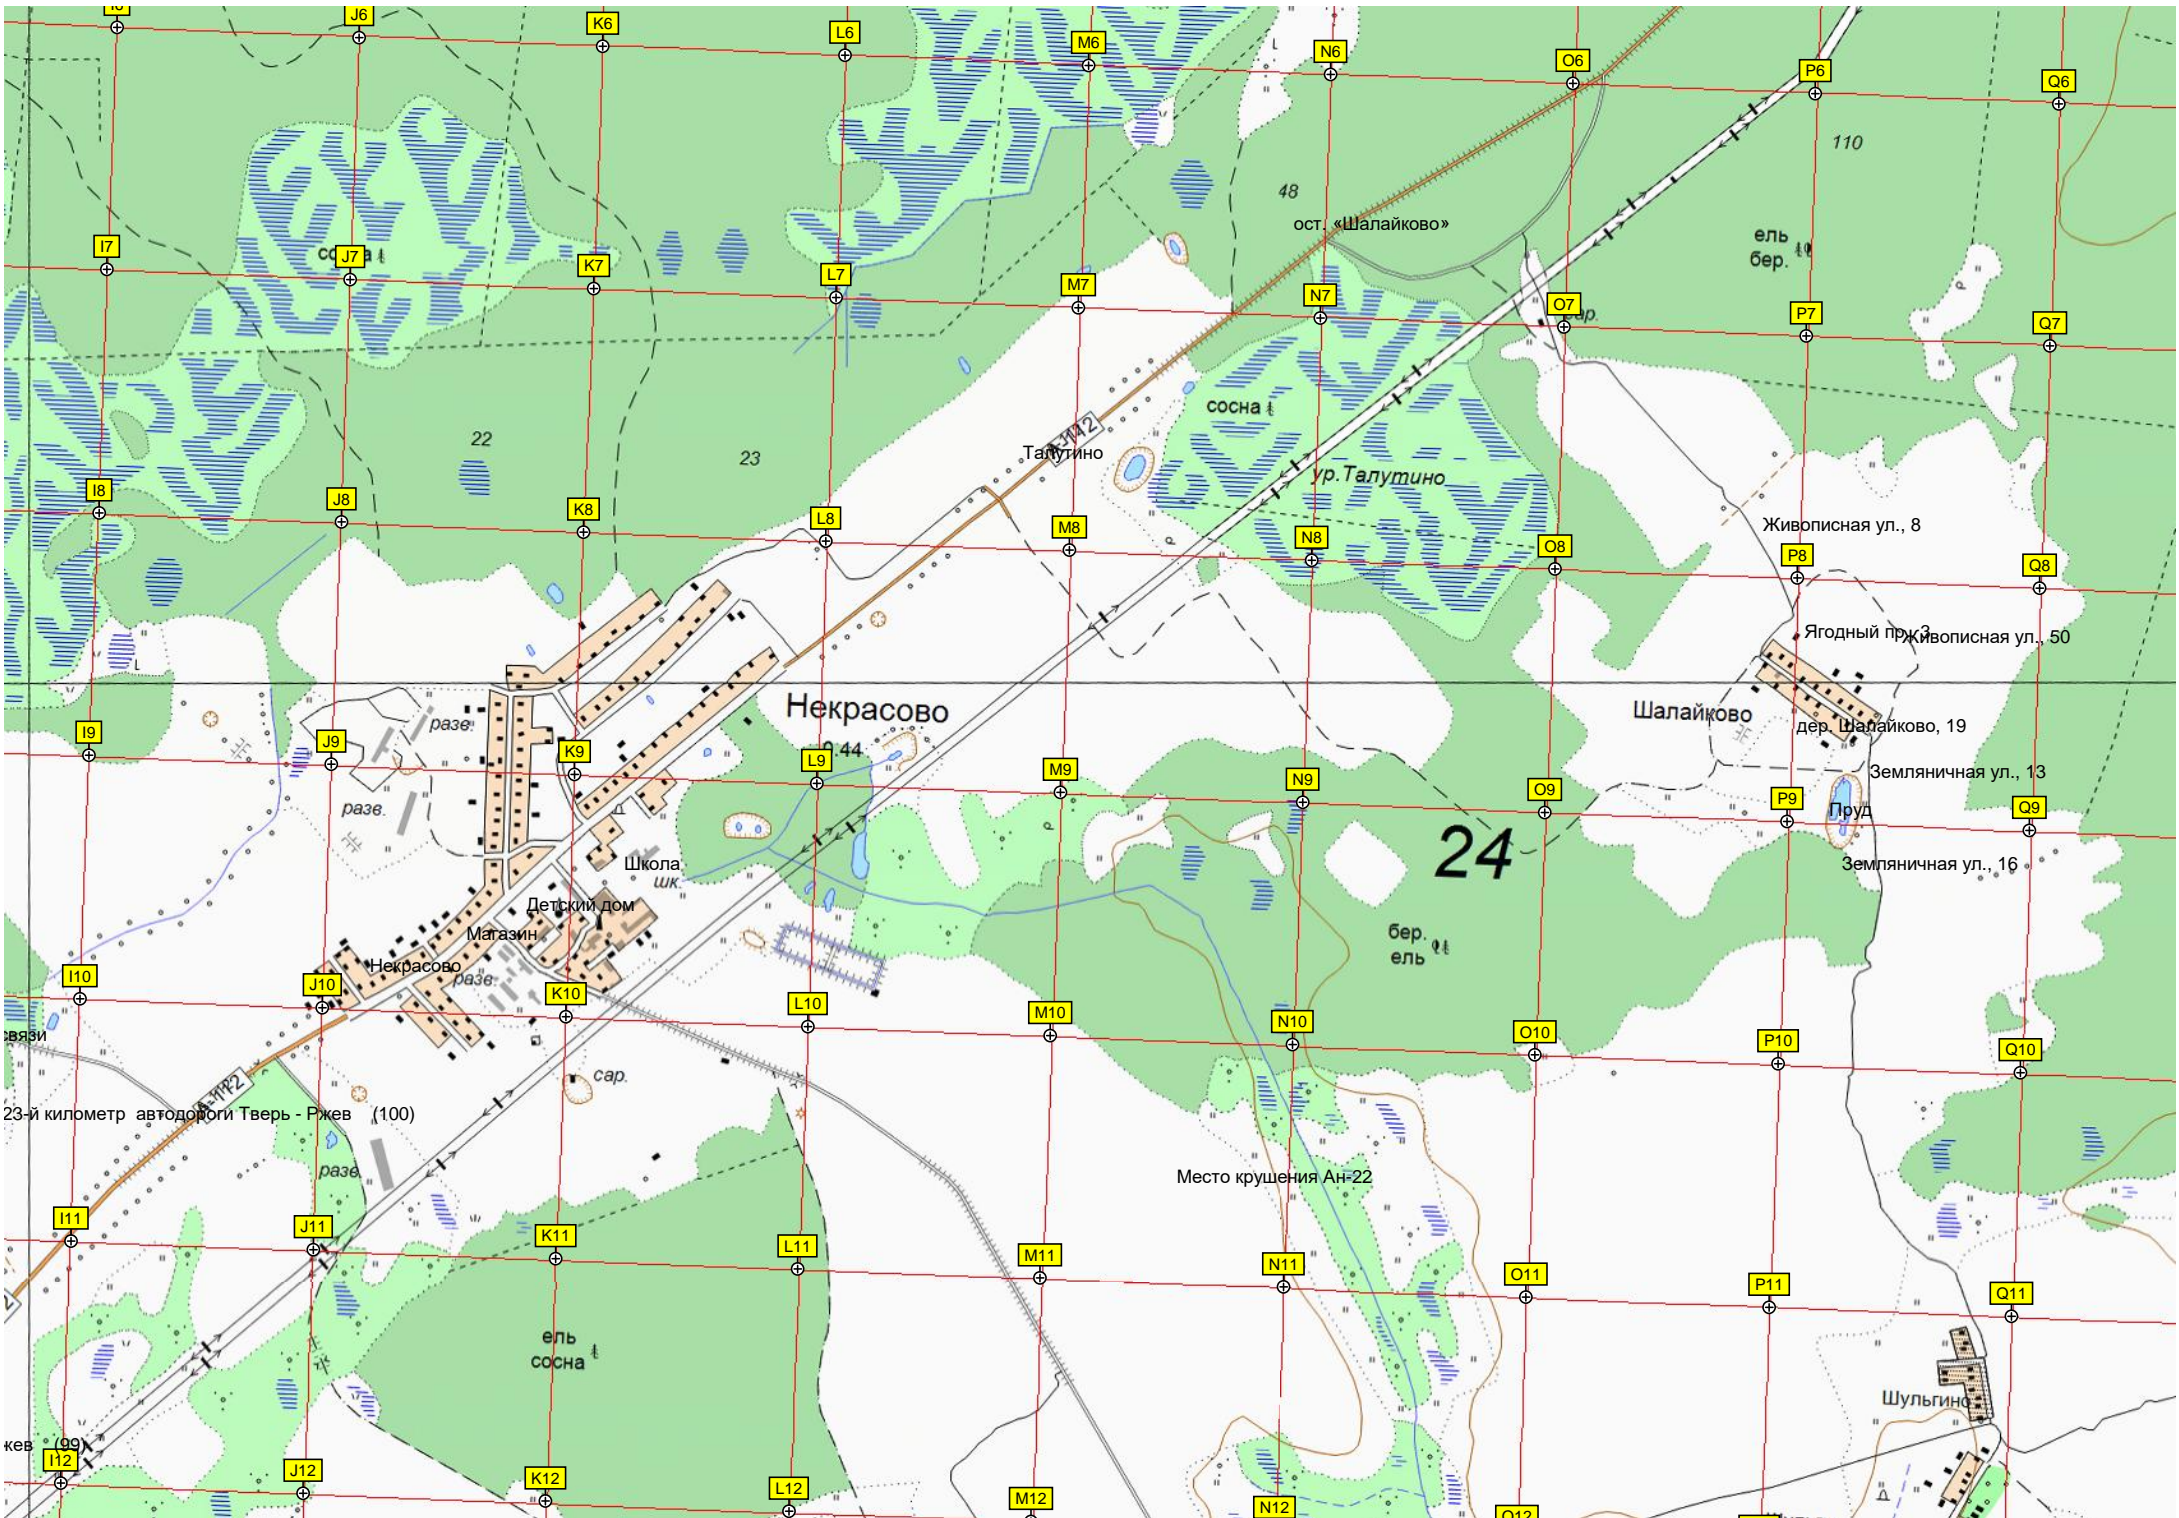 J6
K6
L6
M6
N6
O6
P6
Q6
110
48
ост. «Шалайково»
ель
бер.
I7
J7
K7
L7
M7
N7
O7
P7
Q7
22
23
сосна
Талутино
ур.Талутино
I8
J8
K8
L8
M8
N8
O8
P8
Q8
Живописная ул., 8
Ягодный пр., 3
Живописная ул., 50
Некрасово
0.44
Шалайково
дер. Шалайково, 19
разв.
I9
J9
K9
L9
M9
N9
O9
P9
Q9
Земляничная ул., 13
Пруд
разв.
24
Школа
шк.
Земляничная ул., 16
Детский дом
Магазин
Некрасово
разв.
бер.
ель
I10
J10
K10
L10
M10
N10
O10
P10
Q10
связи
сар.
23-й километр автодороги Тверь - Ржев (100)
разв.
Место крушения Ан-22
I11
J11
K11
L11
M11
N11
O11
P11
Q11
ель
сосна
Шульгино
(99)
I12
J12
K12
L12
M12
N12
O12